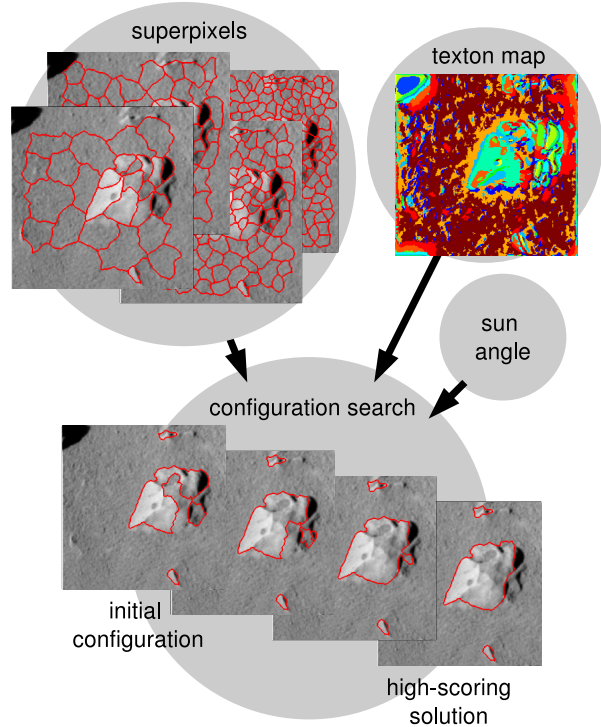 superpixels
texton map
sun
angle
configuration search
initial
configuration
high-scoring
solution